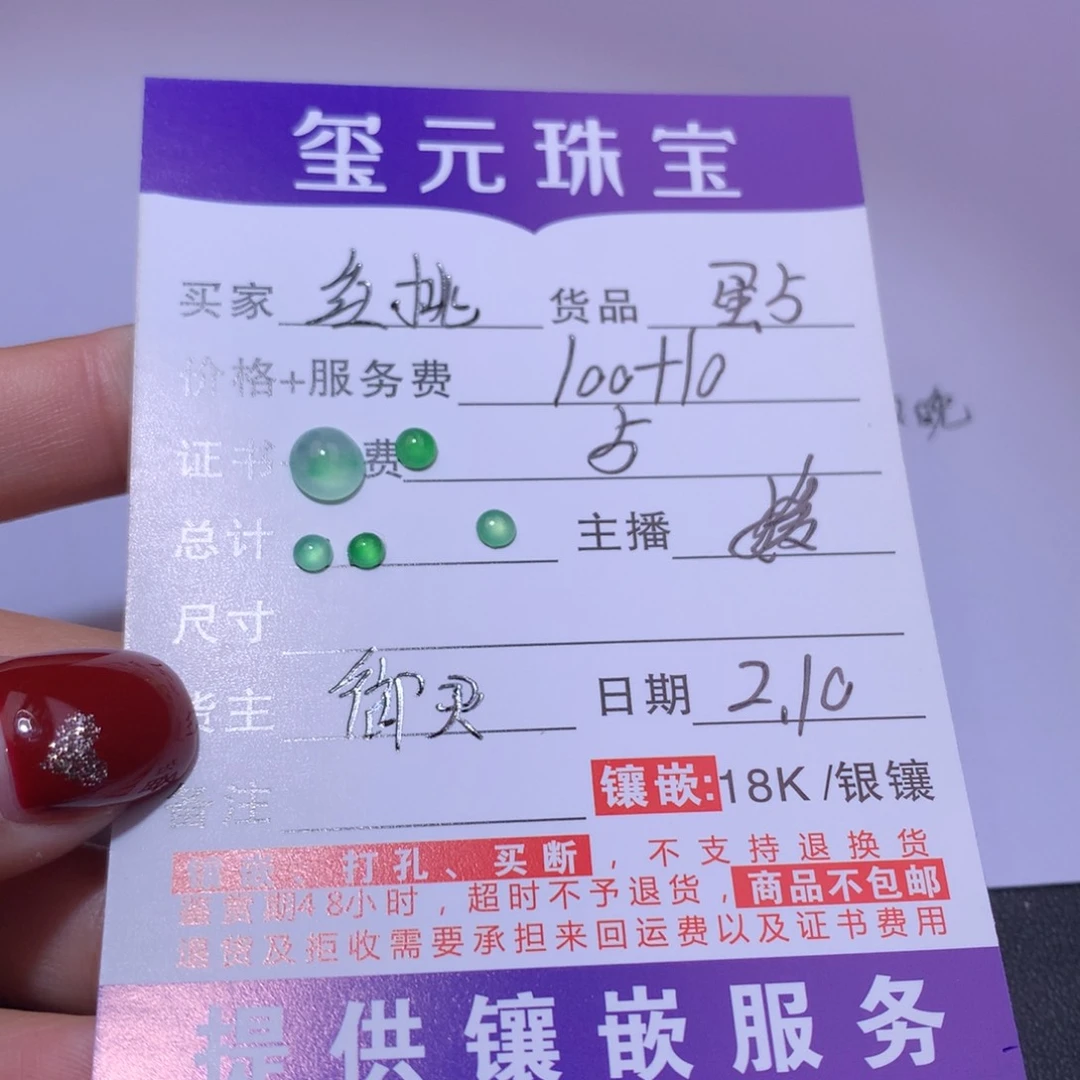 玺元珠宝
买家 货品 蛋5
价格+服务费 100+10
证书 费 5
总计 主播
尺寸
货主 日期 2.10
备注 镶嵌:18K/银镶
镶嵌、打孔、买断，不支持退换货
鉴赏期48小时，超时不予退货，商品不包邮
退货及拒收需要承担来回运费以及证书费用
提供镶嵌服务
晚